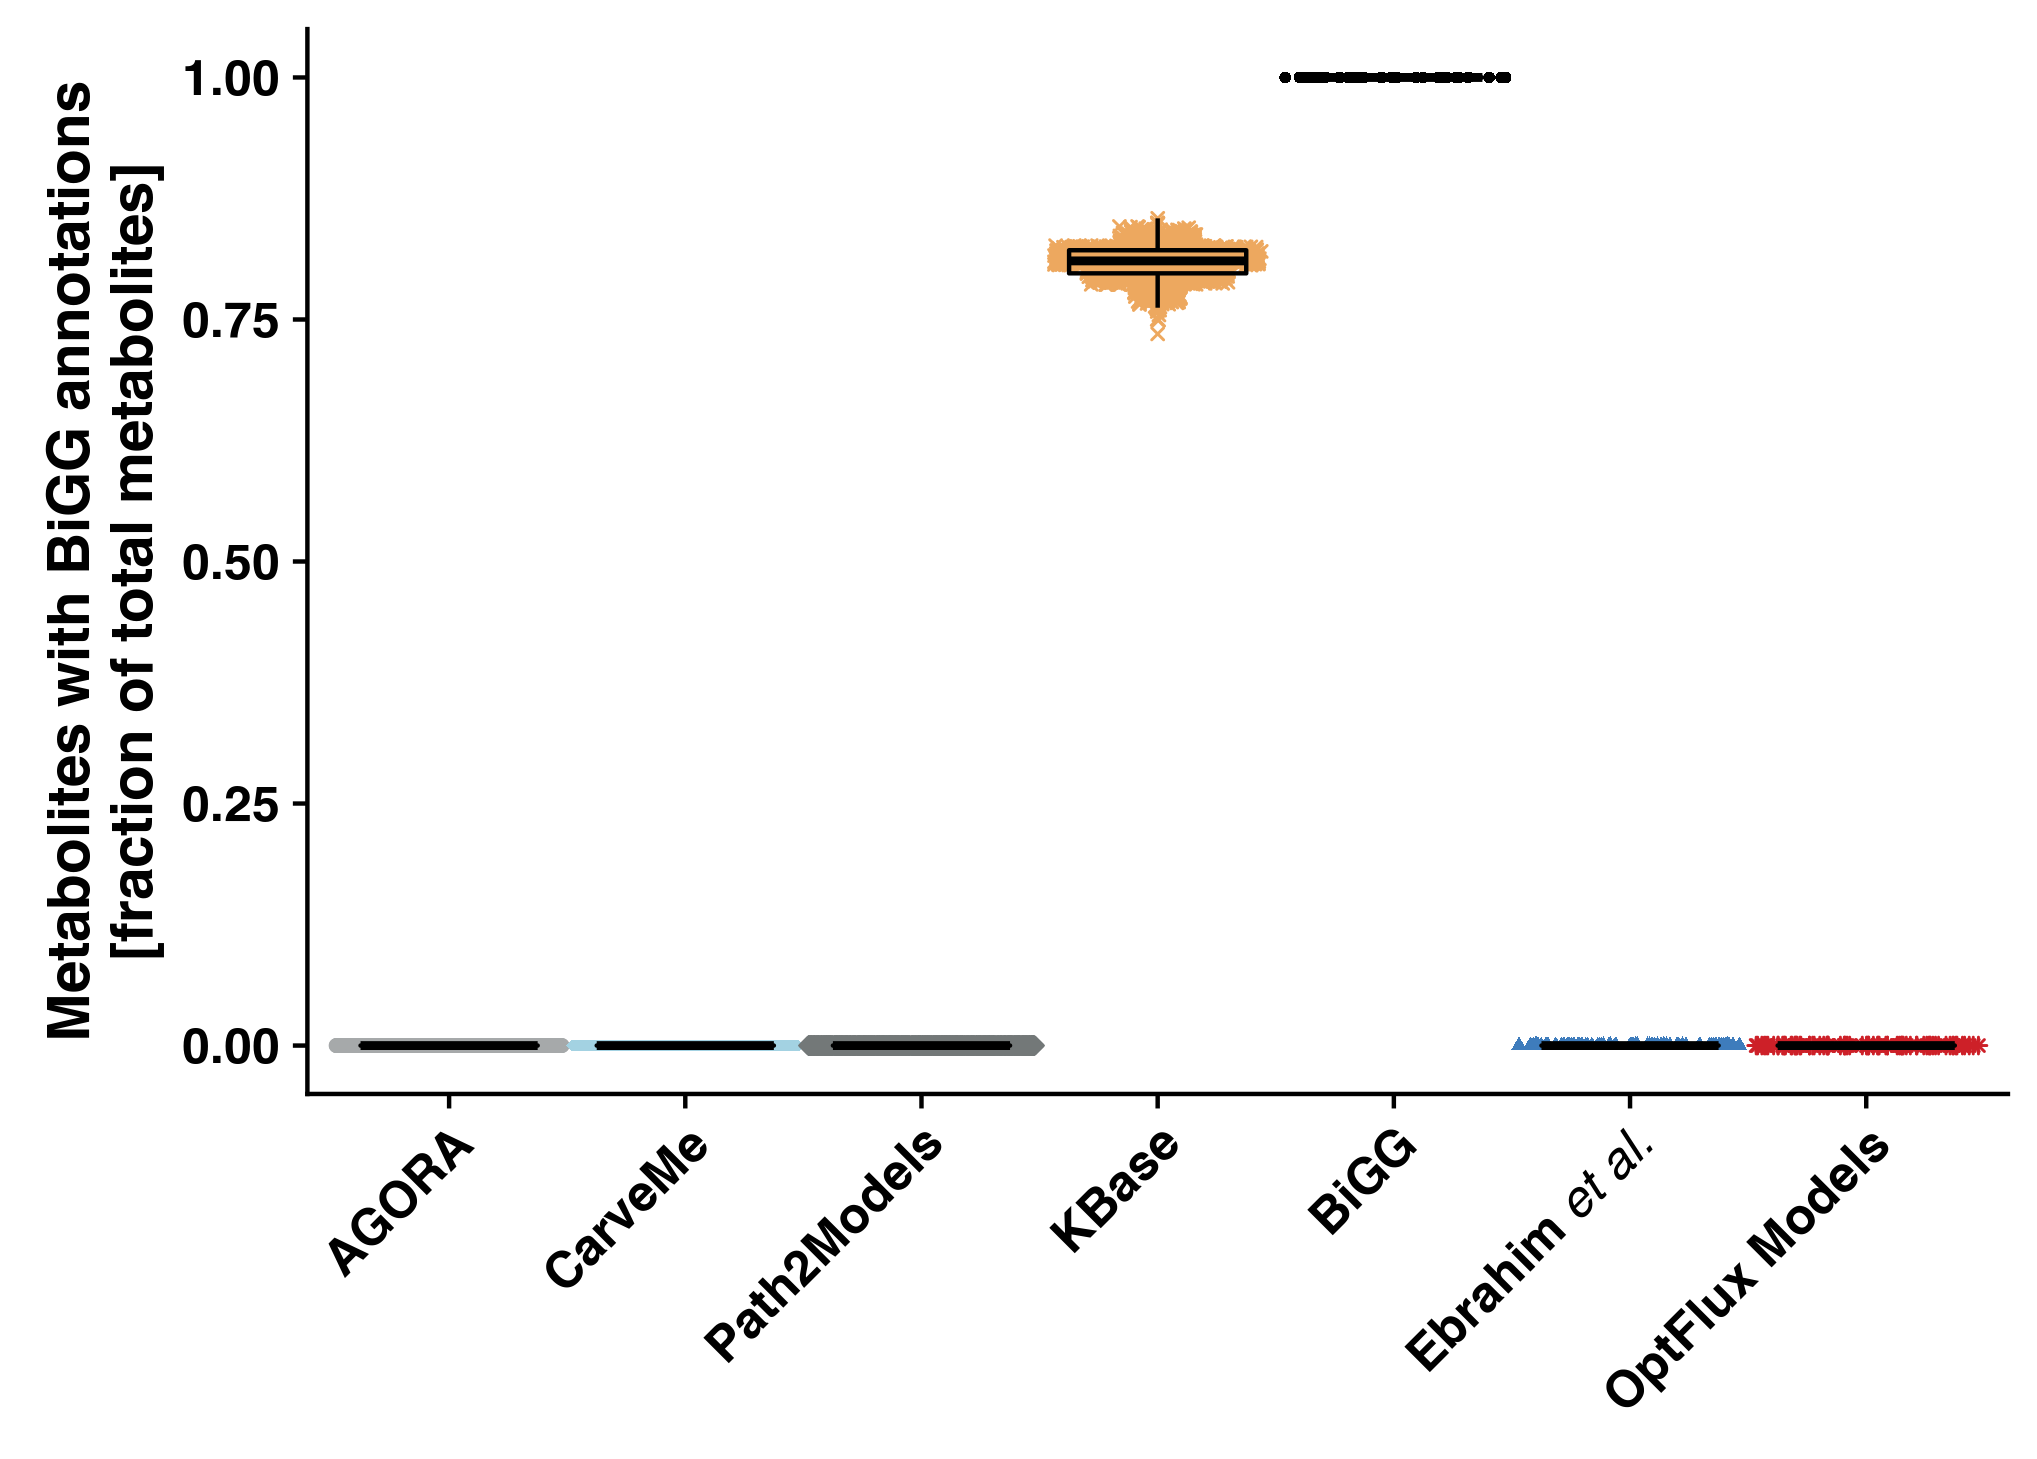 Metabolites with BiGG annotations
[fraction of total metabolites]
1.00
0.75
0.50
0.25
0.00
AGORA
CarveMe
Path2Models
KBase
BiGG
Ebrahim et al.
OptFlux Models